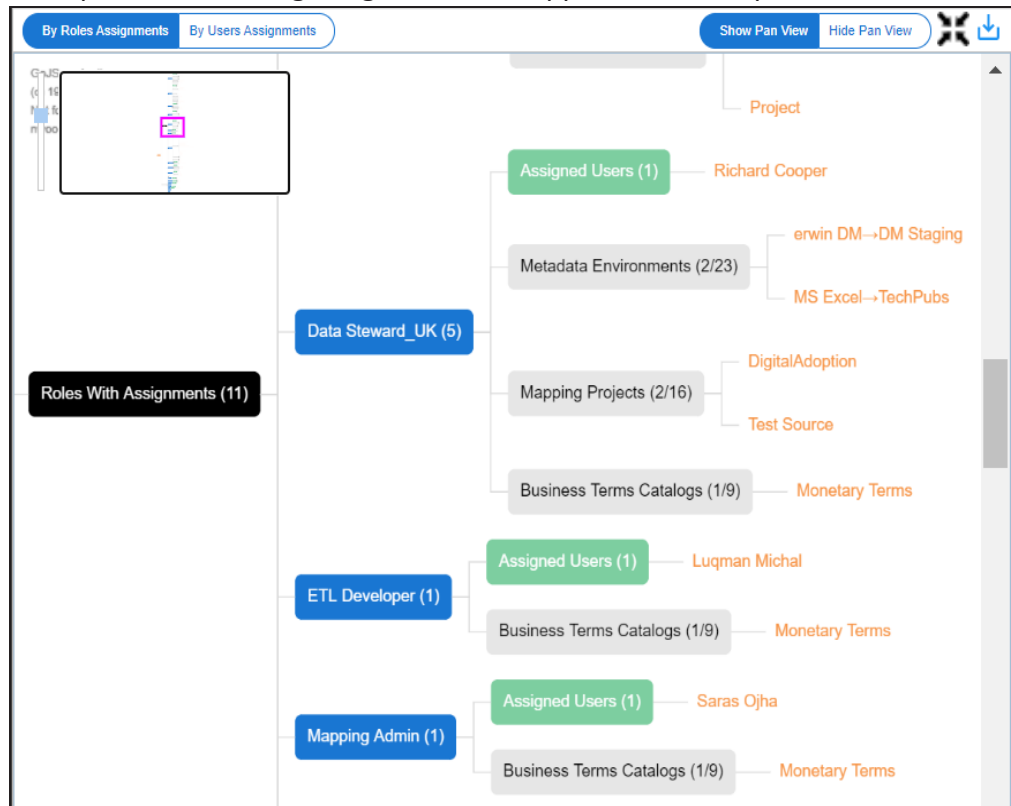 By Roles Assignments
By Users Assignments
Show Pan View
Hide Pan View
Project
Assigned Users (1)
Richard Cooper
Metadata Environments (2/23)
erwin DM→DM Staging
MS Excel→TechPubs
Data Steward_UK (5)
Mapping Projects (2/16)
DigitalAdoption
Test Source
Roles With Assignments (11)
Business Terms Catalogs (1/9)
Monetary Terms
ETL Developer (1)
Assigned Users (1)
Luqman Michal
Business Terms Catalogs (1/9)
Monetary Terms
Mapping Admin (1)
Assigned Users (1)
Saras Ojha
Business Terms Catalogs (1/9)
Monetary Terms